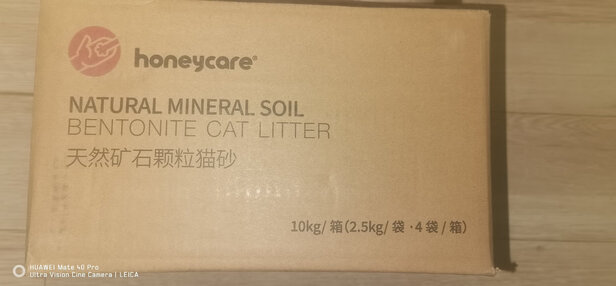 honeycare®
NATURAL MINERAL SOIL
BENTONITE CAT LITTER
天然矿石颗粒猫砂
10kg/箱(2.5kg/袋·4袋/箱)
HUAWEI Mate 40 Pro
Ultra Vision Cine Camera | LEICA